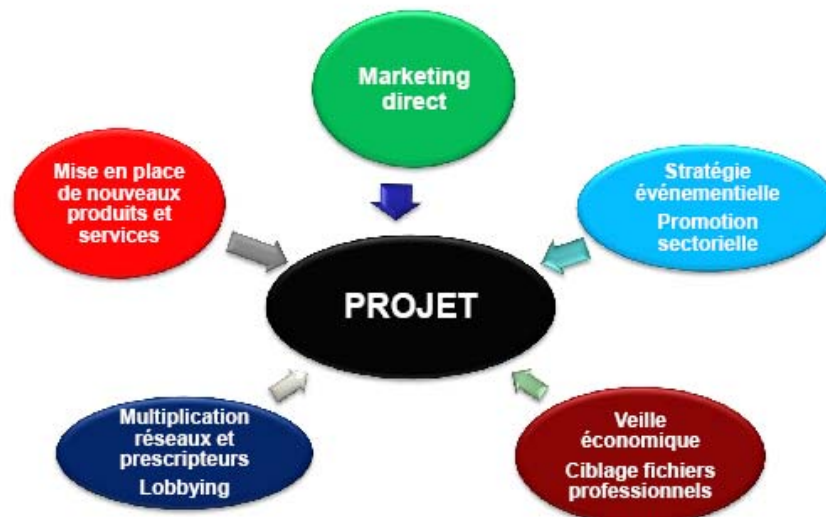 Marketing
direct
Mise en place
de nouveaux
produits et
services
Stratégie
événementielle
Promotion
sectorielle
PROJET
Multiplication
réseaux et
prescripteurs
Lobbying
Veille
économique
Ciblage fichiers
professionnels